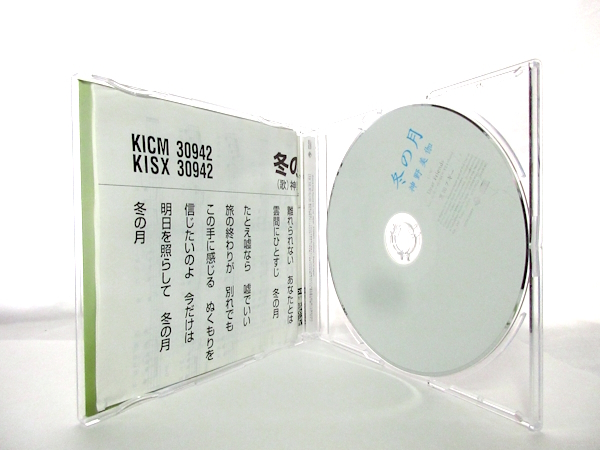 KICM 30942
KISX 30942
冬の
(歌)神
離れられない あなたとは
雲間にひとすじ 冬の月
たとえ嘘なら 嘘でいい
旅の終わりが 別れでも
この手に感じる ぬくもりを
信じたいのよ 今だけは
明日を照らして 冬の月
冬の月
冬の月
神野美伽